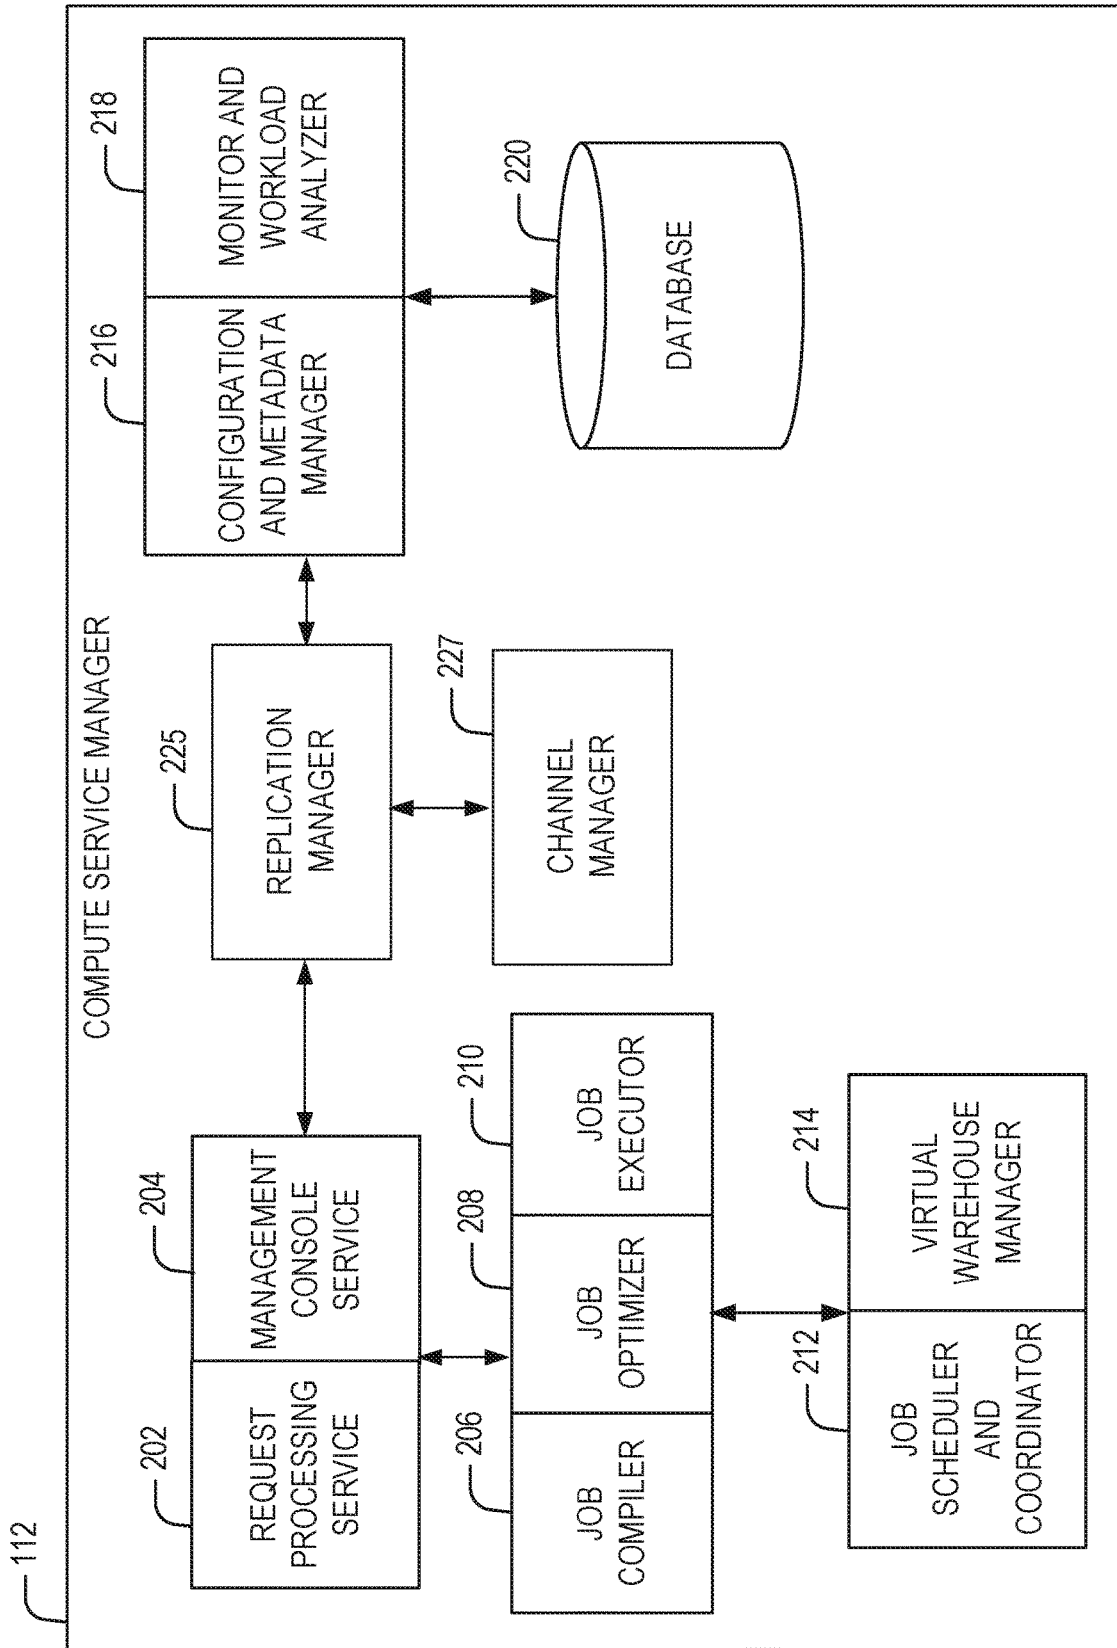 112
COMPUTE SERVICE MANAGER
202
REQUEST
PROCESSING
SERVICE
204
MANAGEMENT
CONSOLE
SERVICE
225
REPLICATION
MANAGER
216
CONFIGURATION
AND METADATA
MANAGER
218
MONITOR AND
WORKLOAD
ANALYZER
206
JOB
COMPILER
208
JOB
OPTIMIZER
210
JOB
EXECUTOR
227
CHANNEL
MANAGER
220
DATABASE
212
JOB
SCHEDULER
AND
COORDINATOR
214
VIRTUAL
WAREHOUSE
MANAGER